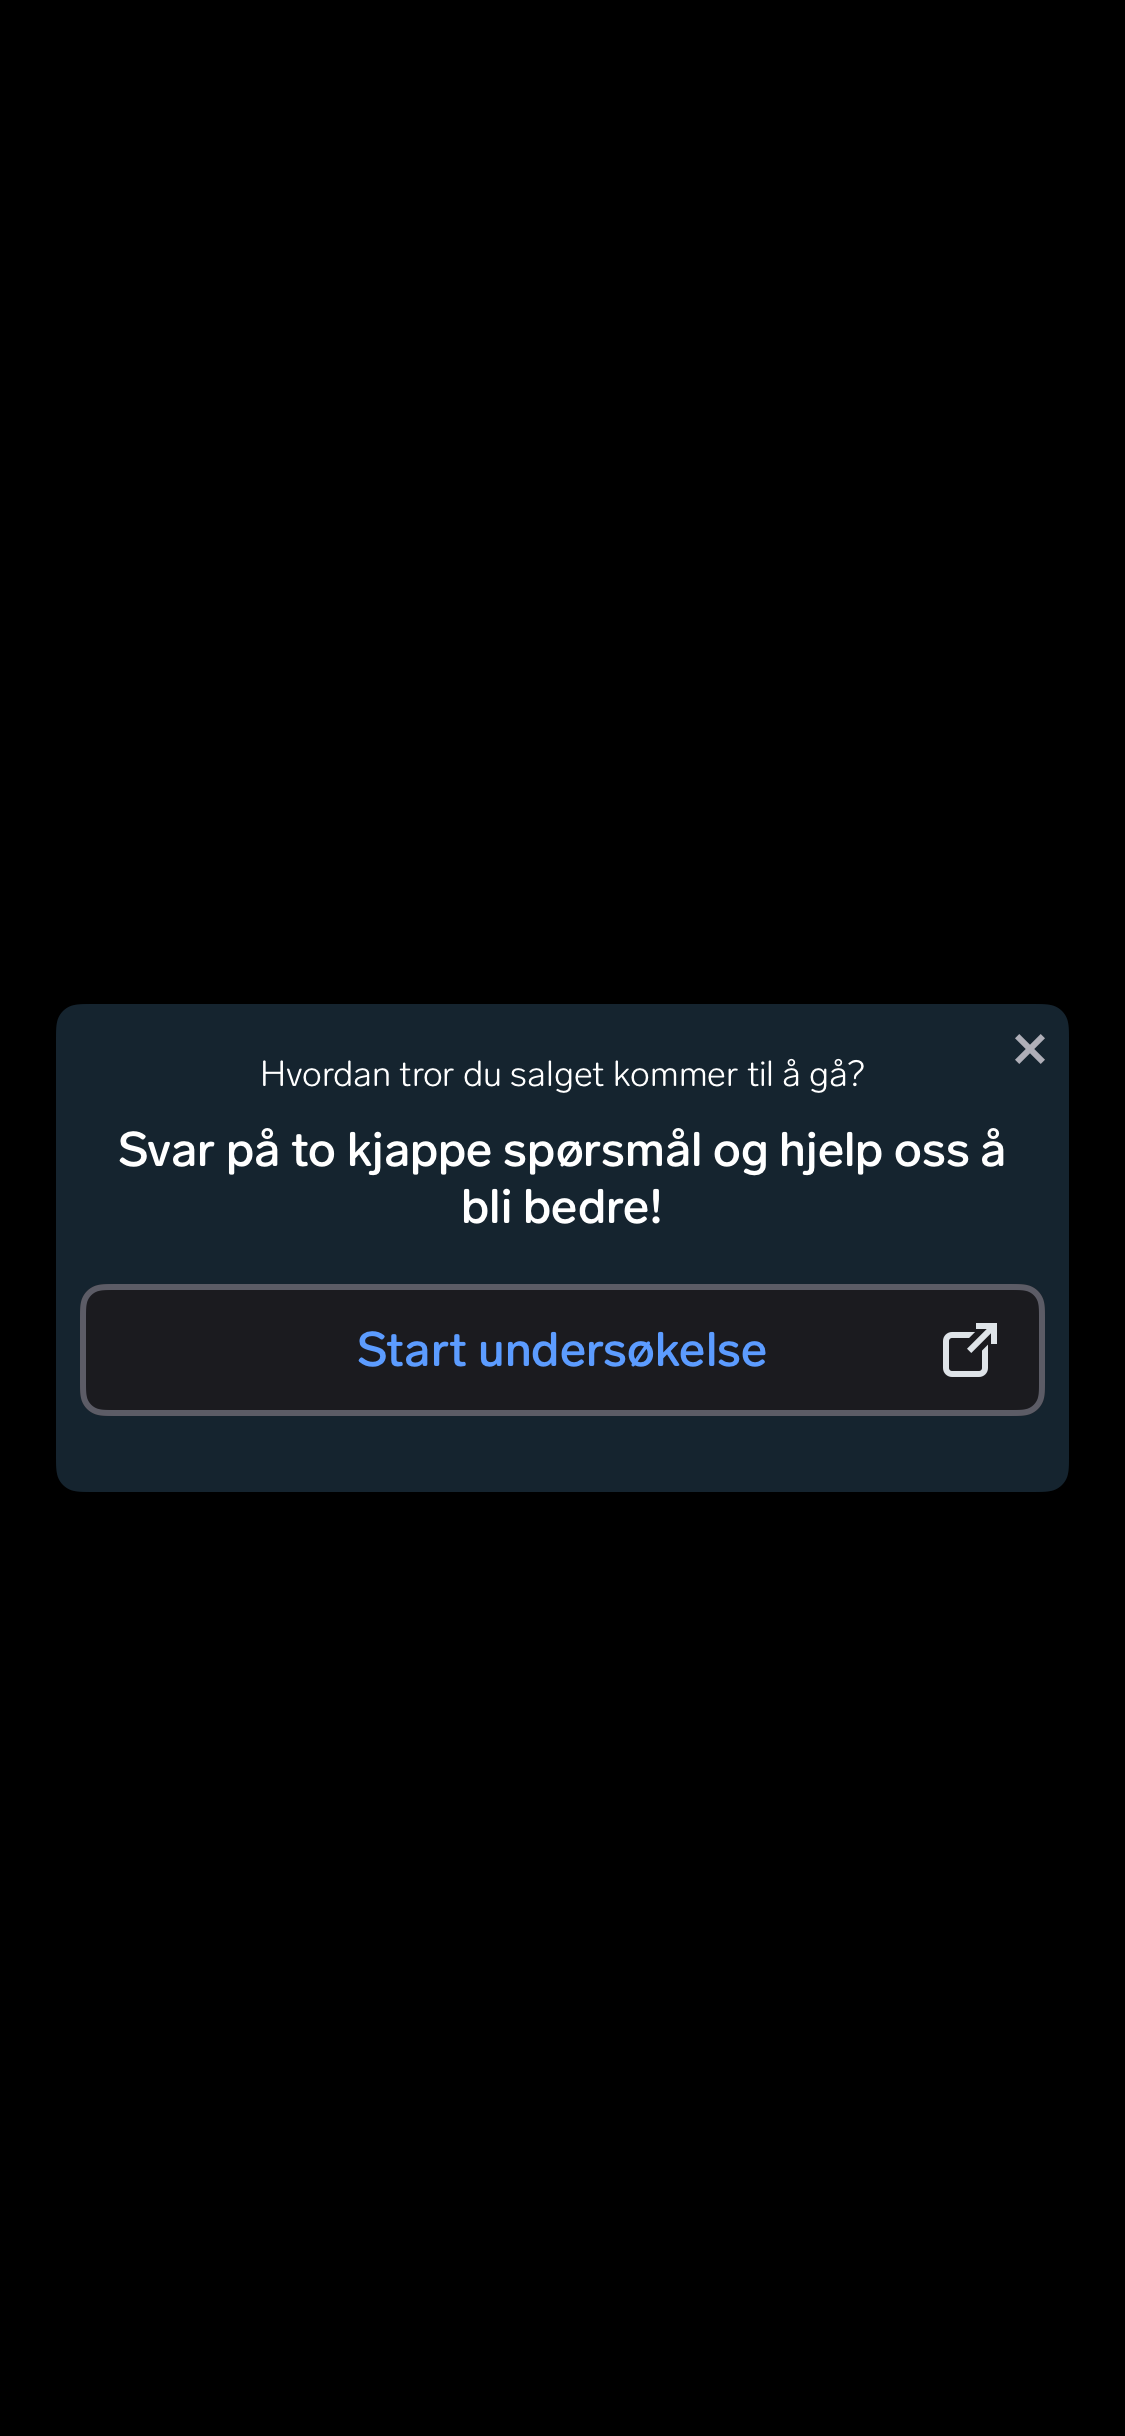 Hvordan tror du salget kommer til å gå?
Svar på to kjappe spørsmål og hjelp oss å
bli bedre!
Start undersøkelse